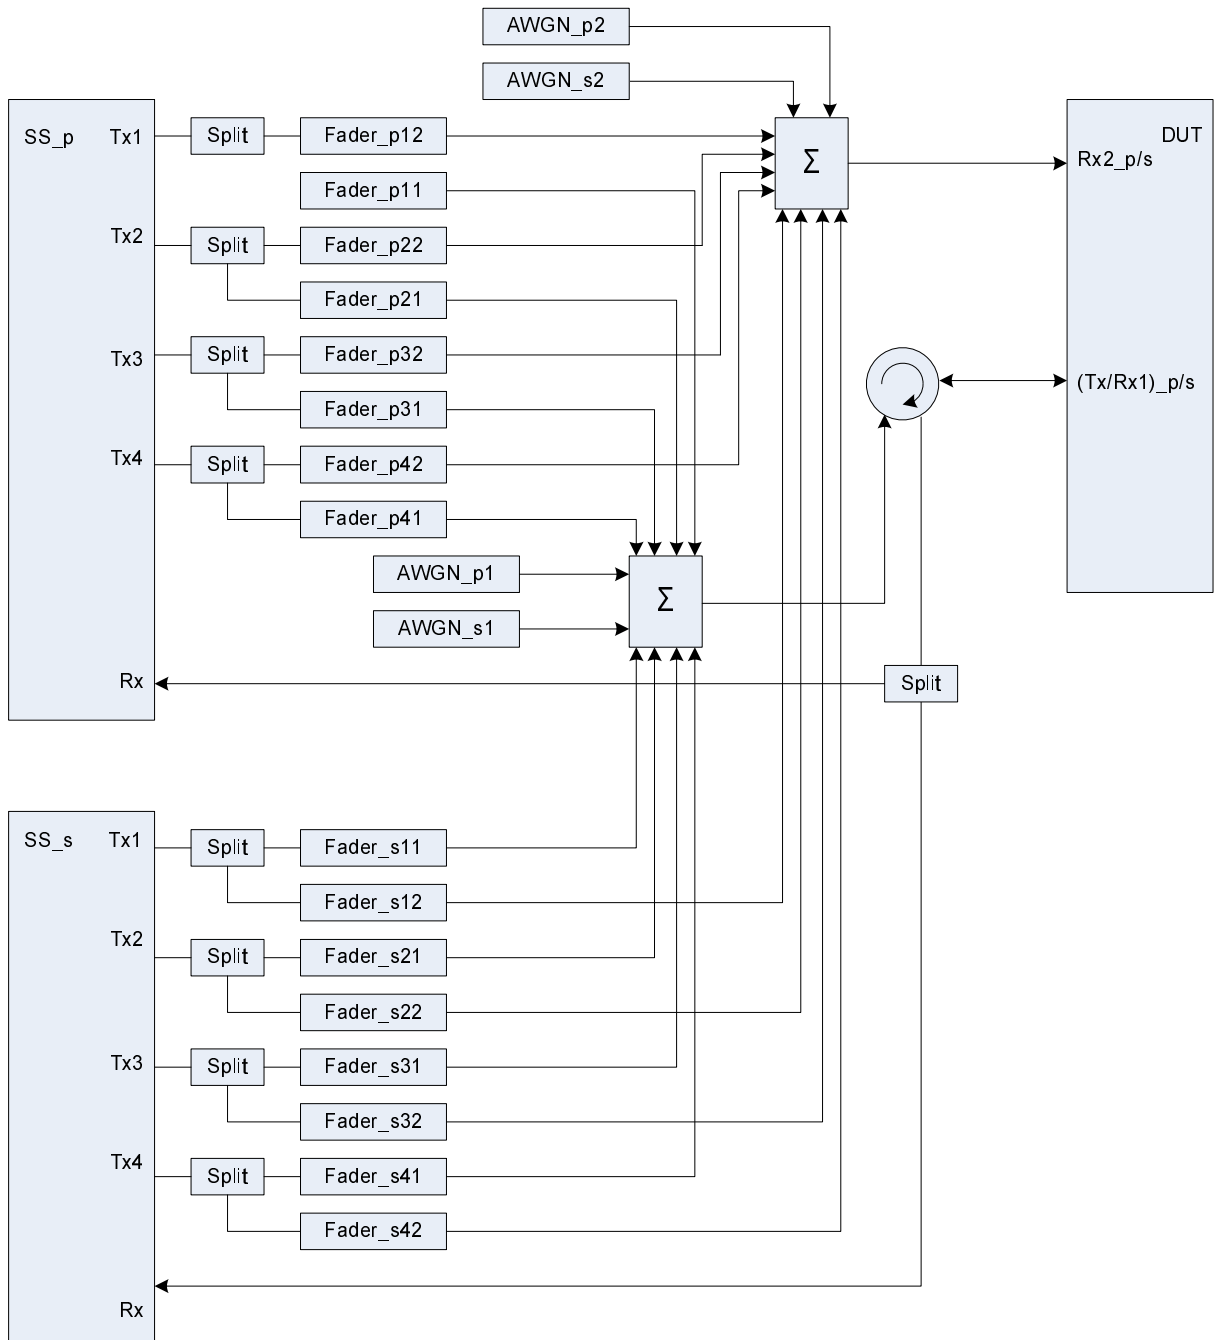 AWGN_p2
AWGN_s2
SS_p Tx1 Split Fader_p12
Σ
DUT
Rx2_p/s
Fader_p11
Tx2 Split Fader_p22
Fader_p21
Tx3 Split Fader_p32
(Tx/Rx1)_p/s
Fader_p31
Tx4 Split Fader_p42
Fader_p41
AWGN_p1
Σ
AWGN_s1
Rx Split
SS_s Tx1 Split Fader_s11
Fader_s12
Tx2 Split Fader_s21
Fader_s22
Tx3 Split Fader_s31
Fader_s32
Tx4 Split Fader_s41
Fader_s42
Rx